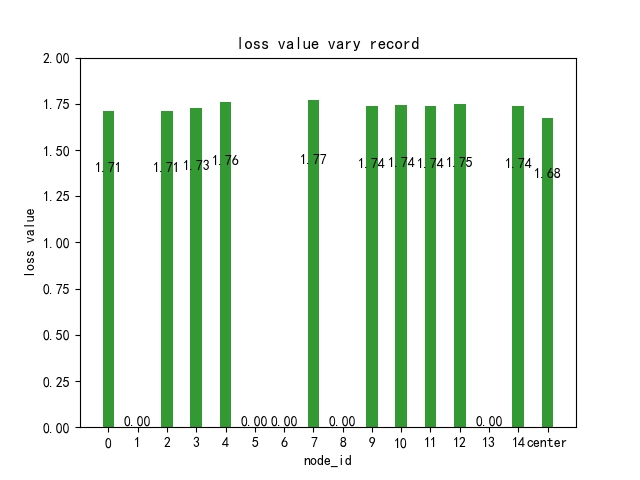 loss value vary record
2.00
1.75
1.50
1.25
1.00
0.75
0.50
0.25
0.00
loss value
1.71 0.00 1.71 1.73 1.76 0.00 0.00 1.77 0.00 1.74 1.74 1.74 1.75 0.00 1.74 1.68
0 1 2 3 4 5 6 7 8 9 10 11 12 13 14 center
node_id